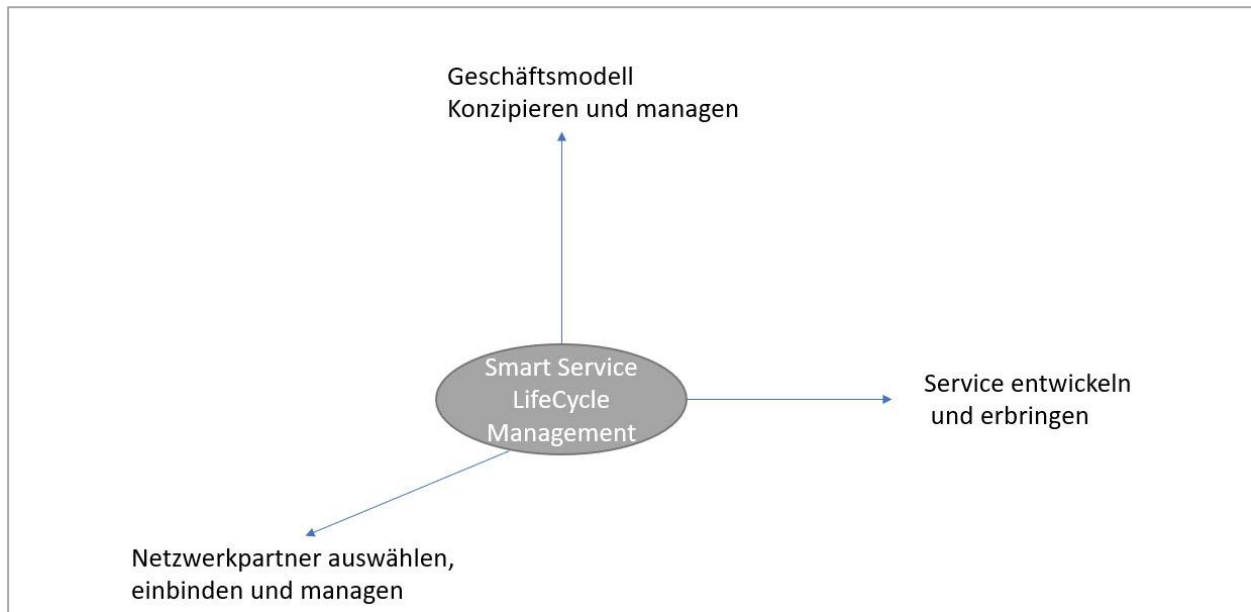 Geschäftsmodell
Konzipieren und managen
Smart Service
LifeCycle
Management
Service entwickeln
und erbringen
Netzwerkpartner auswählen,
einbinden und managen